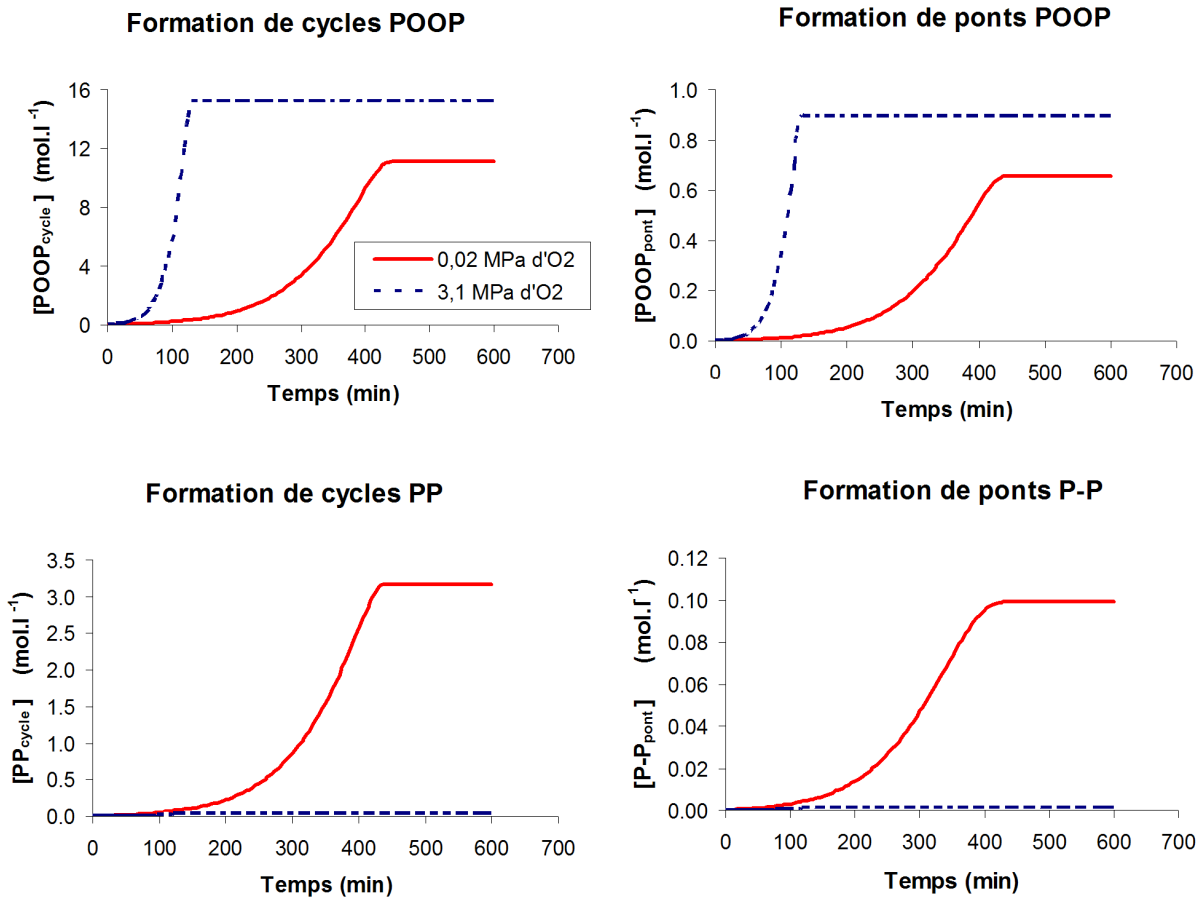 Formation de cycles POOP
[POOPcycle] (mol.l -1)
16
12
8
4
0
0 100 200 300 400 500 600 700
Temps (min)
0,02 MPa d'O2
3,1 MPa d'O2
Formation de ponts POOP
[POOPpont] (mol.l -1)
1.0
0.8
0.6
0.4
0.2
0.0
0 100 200 300 400 500 600 700
Temps (min)
Formation de cycles PP
[PPcycle] (mol.l -1)
3.5
3.0
2.5
2.0
1.5
1.0
0.5
0.0
0 100 200 300 400 500 600 700
Temps (min)
Formation de ponts P-P
[P-Ppont] (mol.l-1)
0.12
0.10
0.08
0.06
0.04
0.02
0.00
0 100 200 300 400 500 600 700
Temps (min)